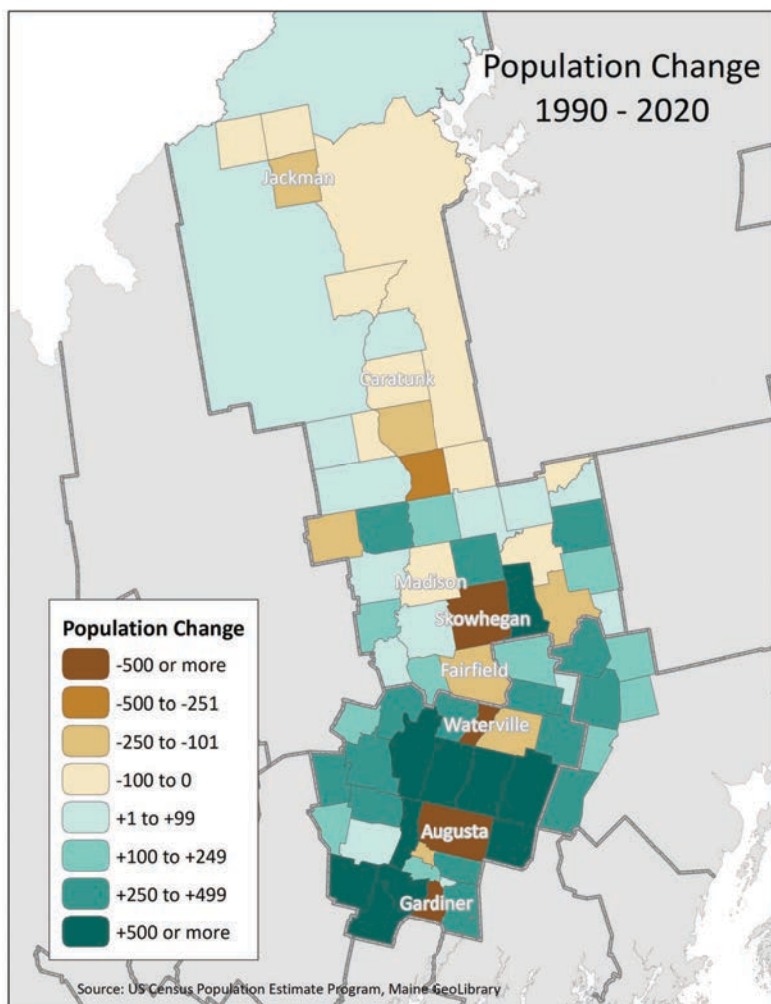 Population Change
1990 - 2020
Jackman
Caratunk
Madison
Skowhegan
Fairfield
Waterville
Augusta
Gardiner
Population Change
-500 or more
-500 to -251
-250 to -101
-100 to 0
+1 to +99
+100 to +249
+250 to +499
+500 or more
Source: US Census Population Estimate Program, Maine GeoLibrary